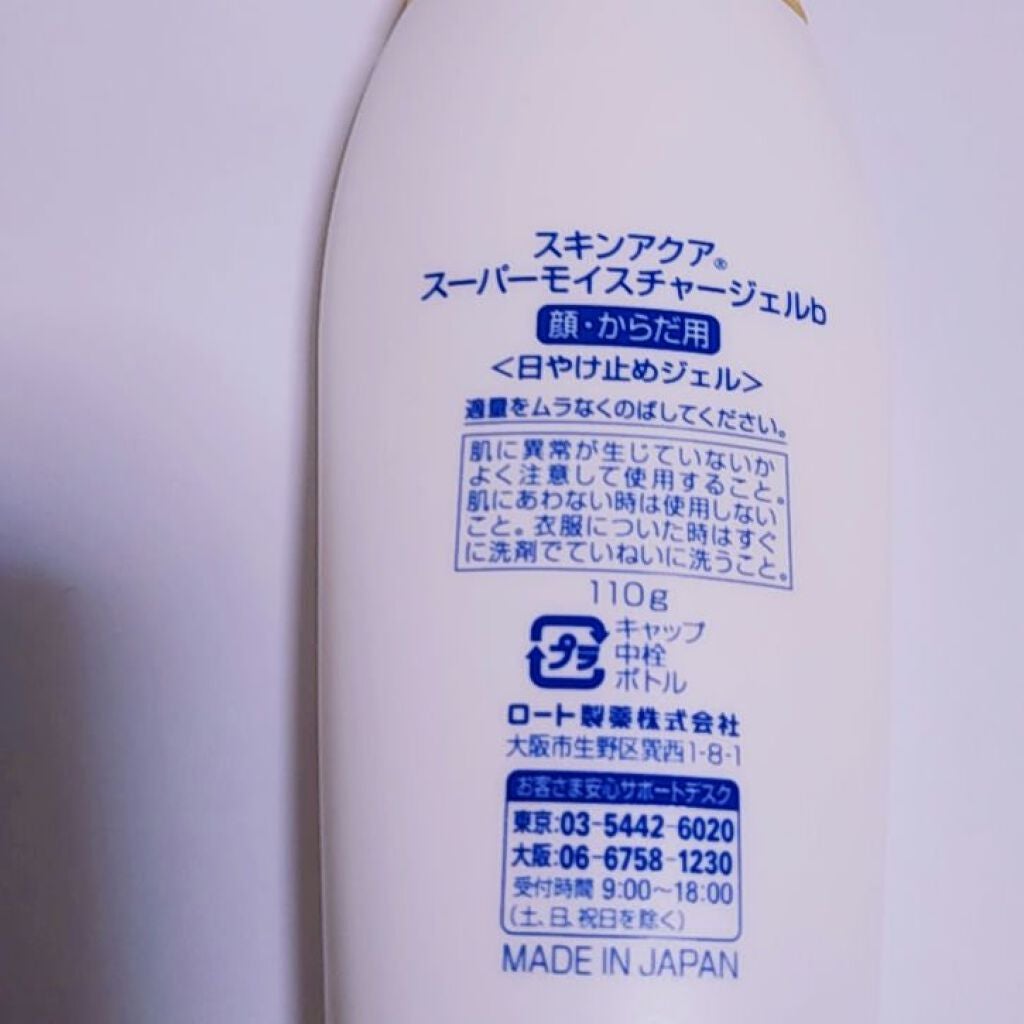 スキンアクア®
スーパーモイスチャージェルb
顔・からだ用
<日やけ止めジェル>
適量をムラなくのばしてください。
肌に異常が生じていないか
よく注意して使用すること。
肌にあわない時は使用しない
こと。衣服についた時はすぐ
に洗剤でていねいに洗うこと。
110g
プラ
キャップ
中栓
ボトル
ロート製薬株式会社
大阪市生野区巽西1-8-1
お客さま安心サポートデスク
東京:03-5442-6020
大阪:06-6758-1230
受付時間 9:00~18:00
(土、日、祝日を除く)
MADE IN JAPAN